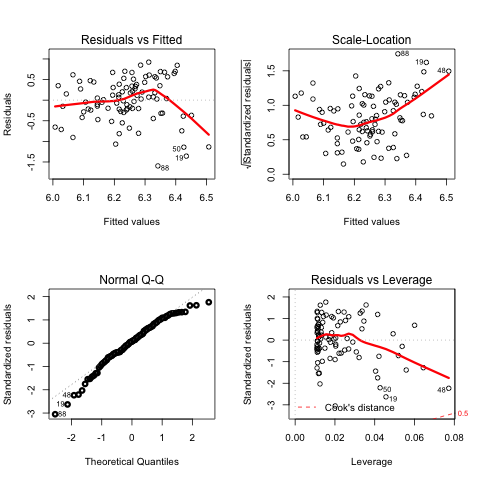 Residuals vs Fitted
Residuals
0.5
-0.5
-1.5
50
19
88
6.0 6.1 6.2 6.3 6.4 6.5
Fitted values
Scale-Location
√|Standardized residuals|
1.5
1.0
0.5
0.0
88
19
48
6.0 6.1 6.2 6.3 6.4 6.5
Fitted values
Normal Q-Q
Standardized residuals
2
1
0
-1
-2
-3
48
19
88
-2 -1 0 1 2
Theoretical Quantiles
Residuals vs Leverage
Standardized residuals
2
1
0
-1
-2
-3
50
48
19
Cook's distance
0.5
0.00 0.02 0.04 0.06 0.08
Leverage